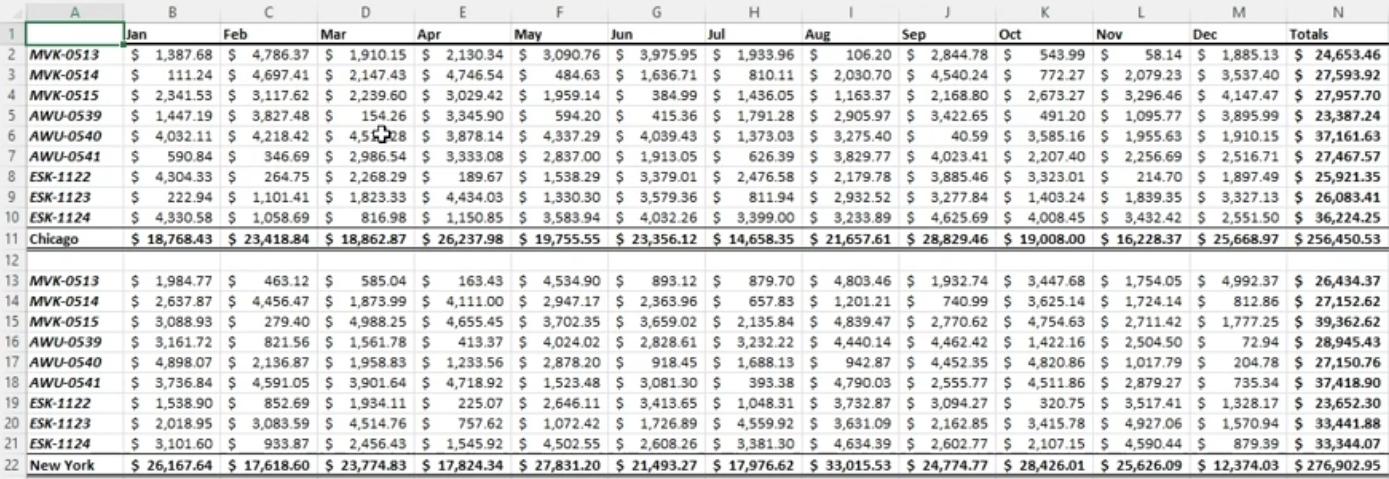 A B C D E F G H I J K L M N
1 Jan Feb Mar Apr May Jun Jul Aug Sep Oct Nov Dec Totals
2 MVK-0513 $ 1,387.68 $ 4,786.37 $ 1,910.15 $ 2,130.34 $ 3,090.76 $ 3,975.95 $ 1,933.96 $ 106.20 $ 2,844.78 $ 543.99 $ 58.14 $ 1,885.13 $ 24,653.46
3 MVK-0514 $ 111.24 $ 4,697.41 $ 2,147.43 $ 4,746.54 $ 484.63 $ 1,636.71 $ 810.11 $ 2,030.70 $ 4,540.24 $ 772.27 $ 2,079.23 $ 3,537.40 $ 27,593.92
4 MVK-0515 $ 2,341.53 $ 3,117.62 $ 2,239.60 $ 3,029.42 $ 1,959.14 $ 384.99 $ 1,436.05 $ 1,163.37 $ 2,168.80 $ 2,673.27 $ 3,296.46 $ 4,147.47 $ 27,957.70
5 AWU-0539 $ 1,447.19 $ 3,827.48 $ 154.26 $ 3,345.90 $ 594.20 $ 415.36 $ 1,791.28 $ 2,905.97 $ 3,422.65 $ 491.20 $ 1,095.77 $ 3,895.99 $ 23,387.24
6 AWU-0540 $ 4,032.11 $ 4,218.42 $ $ 3,878.14 $ 4,337.29 $ 4,039.43 $ 1,373.03 $ 3,275.40 $ 40.59 $ 3,585.16 $ 1,955.63 $ 1,910.15 $ 37,161.63
7 AWU-0541 $ 590.84 $ 346.69 $ 2,986.54 $ 3,333.08 $ 2,837.00 $ 1,913.05 $ 626.39 $ 3,829.77 $ 4,023.41 $ 2,207.40 $ 2,256.69 $ 2,516.71 $ 27,467.57
8 ESK-1122 $ 4,304.33 $ 264.75 $ 2,268.29 $ 189.67 $ 1,538.29 $ 3,379.01 $ 2,476.58 $ 2,179.78 $ 3,885.46 $ 3,323.01 $ 214.70 $ 1,897.49 $ 25,921.35
9 ESK-1123 $ 222.94 $ 1,101.41 $ 1,823.33 $ 4,434.03 $ 1,330.30 $ 3,579.36 $ 811.94 $ 2,932.52 $ 3,277.84 $ 1,403.24 $ 1,839.35 $ 3,327.13 $ 26,083.41
10 ESK-1124 $ 4,330.58 $ 1,058.69 $ 816.98 $ 1,150.85 $ 3,583.94 $ 4,032.26 $ 3,399.00 $ 3,233.89 $ 4,625.69 $ 4,008.45 $ 3,432.42 $ 2,551.50 $ 36,224.25
11 Chicago $ 18,768.43 $ 23,418.84 $ 18,862.87 $ 26,237.98 $ 19,755.55 $ 23,356.12 $ 14,658.35 $ 21,657.61 $ 28,829.46 $ 19,008.00 $ 16,228.37 $ 25,668.97 $ 256,450.53
12
13 MVK-0513 $ 1,984.77 $ 463.12 $ 585.04 $ 163.43 $ 4,534.90 $ 893.12 $ 879.70 $ 4,803.46 $ 1,932.74 $ 3,447.68 $ 1,754.05 $ 4,992.37 $ 26,434.37
14 MVK-0514 $ 2,637.87 $ 4,456.47 $ 1,873.99 $ 4,111.00 $ 2,947.17 $ 2,363.96 $ 657.83 $ 1,201.21 $ 740.99 $ 3,625.14 $ 1,724.14 $ 812.86 $ 27,152.62
15 MVK-0515 $ 3,088.93 $ 279.40 $ 4,988.25 $ 4,655.45 $ 3,702.35 $ 3,659.02 $ 2,135.84 $ 4,839.47 $ 2,770.62 $ 4,754.63 $ 2,711.42 $ 1,777.25 $ 39,362.62
16 AWU-0539 $ 3,161.72 $ 821.56 $ 1,561.78 $ 413.37 $ 4,024.02 $ 2,828.61 $ 3,232.22 $ 4,440.14 $ 4,462.42 $ 1,422.16 $ 2,504.50 $ 72.94 $ 28,945.43
17 AWU-0540 $ 4,898.07 $ 2,136.87 $ 1,958.83 $ 1,233.56 $ 2,878.20 $ 918.45 $ 1,688.13 $ 942.87 $ 4,452.35 $ 4,820.86 $ 1,017.79 $ 204.78 $ 27,150.76
18 AWU-0541 $ 3,736.84 $ 4,591.05 $ 3,901.64 $ 4,718.92 $ 1,523.48 $ 3,081.30 $ 393.38 $ 4,790.03 $ 2,555.77 $ 4,511.86 $ 2,879.27 $ 735.34 $ 37,418.90
19 ESK-1122 $ 1,538.90 $ 852.69 $ 1,934.11 $ 225.07 $ 2,646.11 $ 3,413.65 $ 1,048.31 $ 3,732.87 $ 3,094.27 $ 320.75 $ 3,517.41 $ 1,328.17 $ 23,652.30
20 ESK-1123 $ 2,018.95 $ 3,083.59 $ 4,514.76 $ 757.62 $ 1,072.42 $ 1,726.89 $ 4,559.92 $ 3,631.09 $ 2,162.85 $ 3,415.78 $ 4,927.06 $ 1,570.94 $ 33,441.88
21 ESK-1124 $ 3,101.60 $ 933.87 $ 2,456.43 $ 1,545.92 $ 4,502.55 $ 2,608.26 $ 3,381.30 $ 4,634.39 $ 2,602.77 $ 2,107.15 $ 4,590.44 $ 879.39 $ 33,344.07
22 New York $ 26,167.64 $ 17,618.60 $ 23,774.83 $ 17,824.34 $ 27,831.20 $ 21,493.27 $ 17,976.62 $ 33,015.53 $ 24,774.77 $ 28,426.01 $ 25,626.09 $ 12,374.03 $ 276,902.95